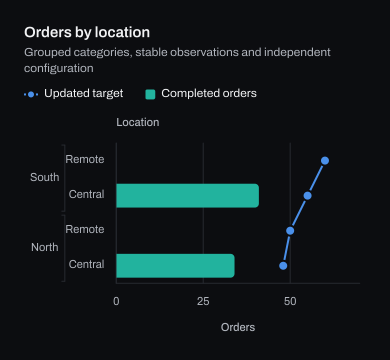 Orders by location
Grouped categories, stable observations and independent
configuration
Updated target
Completed orders
Location
South
Remote
Central
North
Remote
Central
0
25
50
Orders